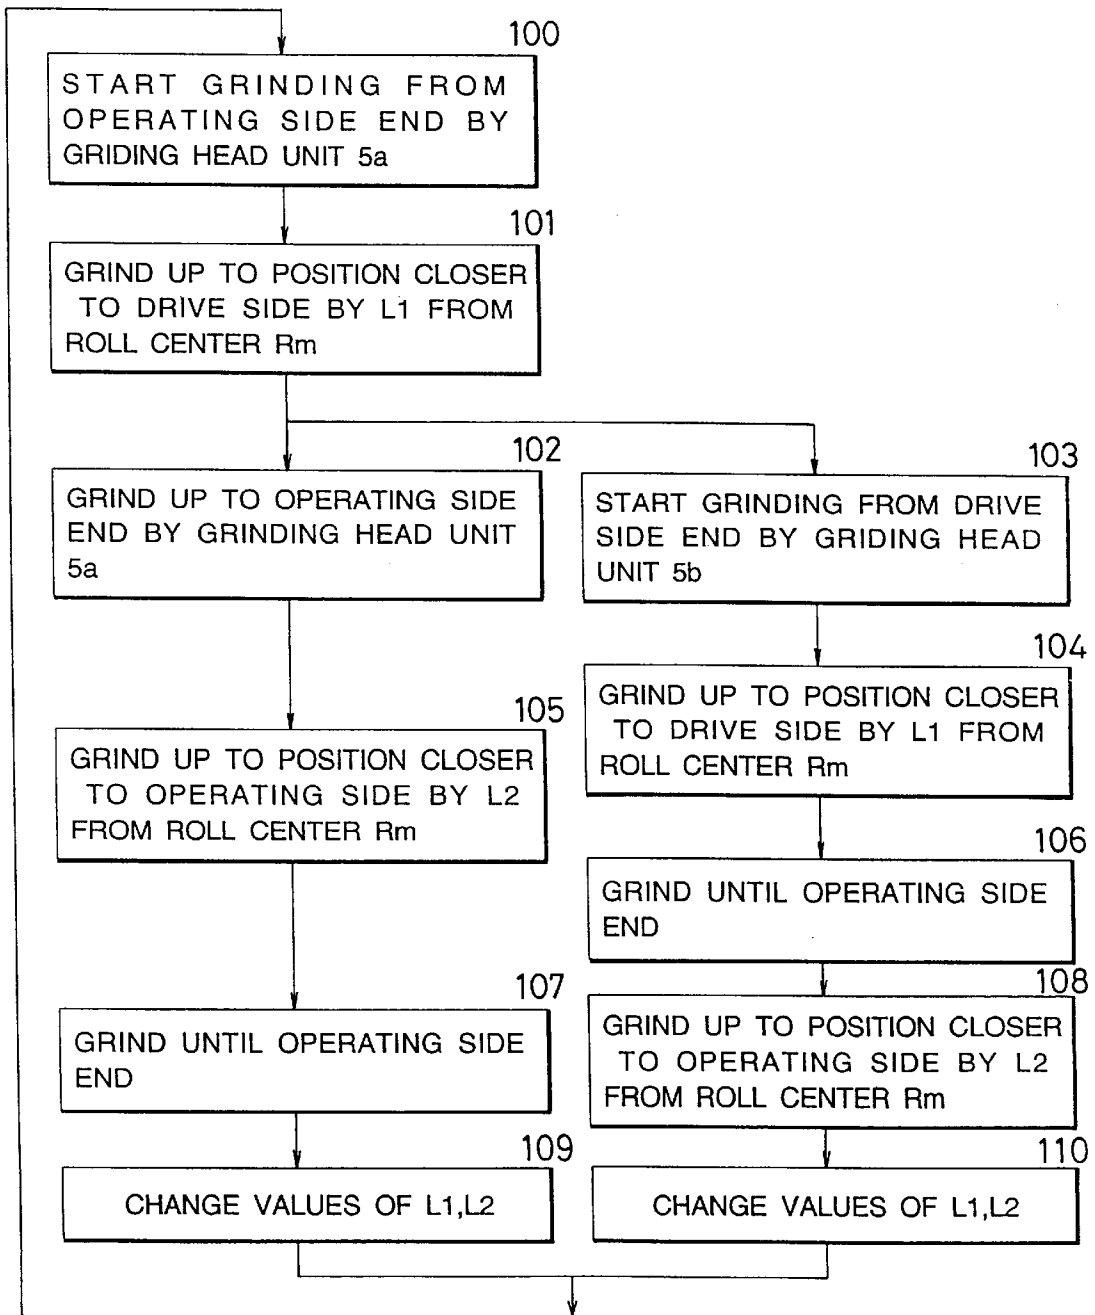 100
START GRINDING FROM
OPERATING SIDE END BY
GRIDING HEAD UNIT 5a
101
GRIND UP TO POSITION CLOSER
TO DRIVE SIDE BY L1 FROM
ROLL CENTER Rm
102
GRIND UP TO OPERATING SIDE
END BY GRINDING HEAD UNIT
5a
103
START GRINDING FROM DRIVE
SIDE END BY GRIDING HEAD
UNIT 5b
104
GRIND UP TO POSITION CLOSER
TO DRIVE SIDE BY L1 FROM
ROLL CENTER Rm
105
GRIND UP TO POSITION CLOSER
TO OPERATING SIDE BY L2
FROM ROLL CENTER Rm
106
GRIND UNTIL OPERATING SIDE
END
107
GRIND UNTIL OPERATING SIDE
END
108
GRIND UP TO POSITION CLOSER
TO OPERATING SIDE BY L2
FROM ROLL CENTER Rm
109
CHANGE VALUES OF L1,L2
110
CHANGE VALUES OF L1,L2